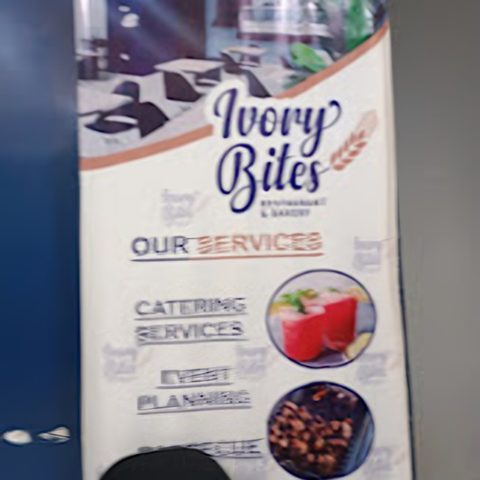 Ivory
Bites
RESTAURANT
& BAKERY
OUR SERVICES
CATERING
SERVICES
EVENT
PLANNING